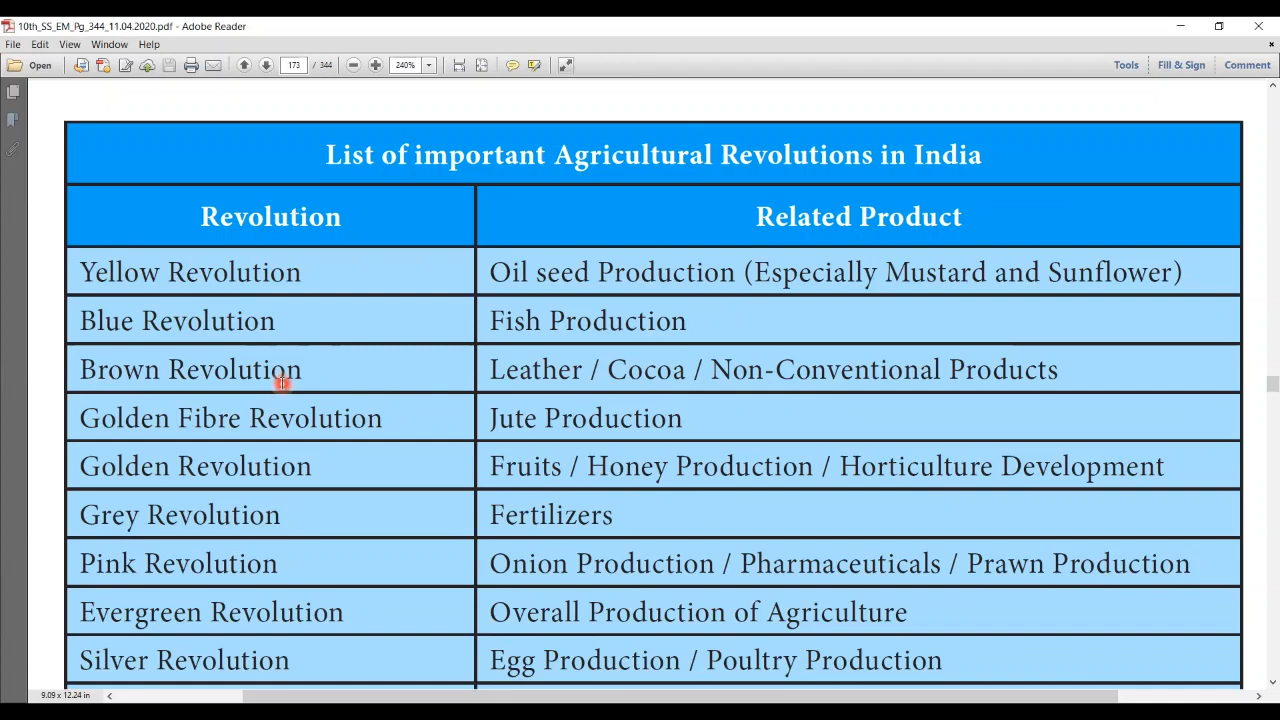 10th_SS_EM_Pg_344_11.04.2020.pdf - Adobe Reader
File Edit View Window Help
Open 173 / 344 240% Tools Fill & Sign Comment
List of important Agricultural Revolutions in India
Revolution Related Product
Yellow Revolution Oil seed Production (Especially Mustard and Sunflower)
Blue Revolution Fish Production
Brown Revolution Leather / Cocoa / Non-Conventional Products
Golden Fibre Revolution Jute Production
Golden Revolution Fruits / Honey Production / Horticulture Development
Grey Revolution Fertilizers
Pink Revolution Onion Production / Pharmaceuticals / Prawn Production
Evergreen Revolution Overall Production of Agriculture
Silver Revolution Egg Production / Poultry Production
9.09 x 12.24 in